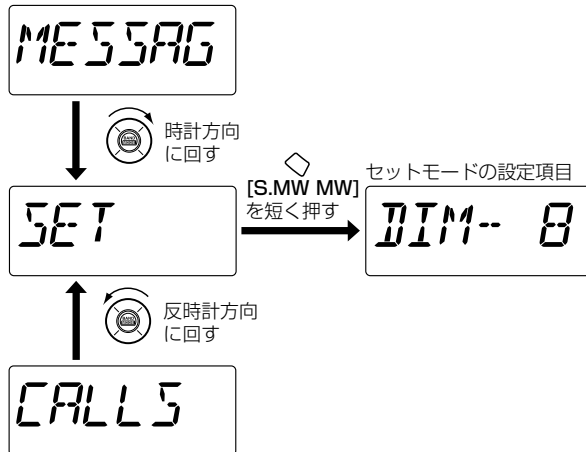 MESSAG
時計方向
に回す
[S.MW MW]
を短く押す
セットモードの設定項目
SET
DIM-- 8
反時計方向
に回す
CALLS